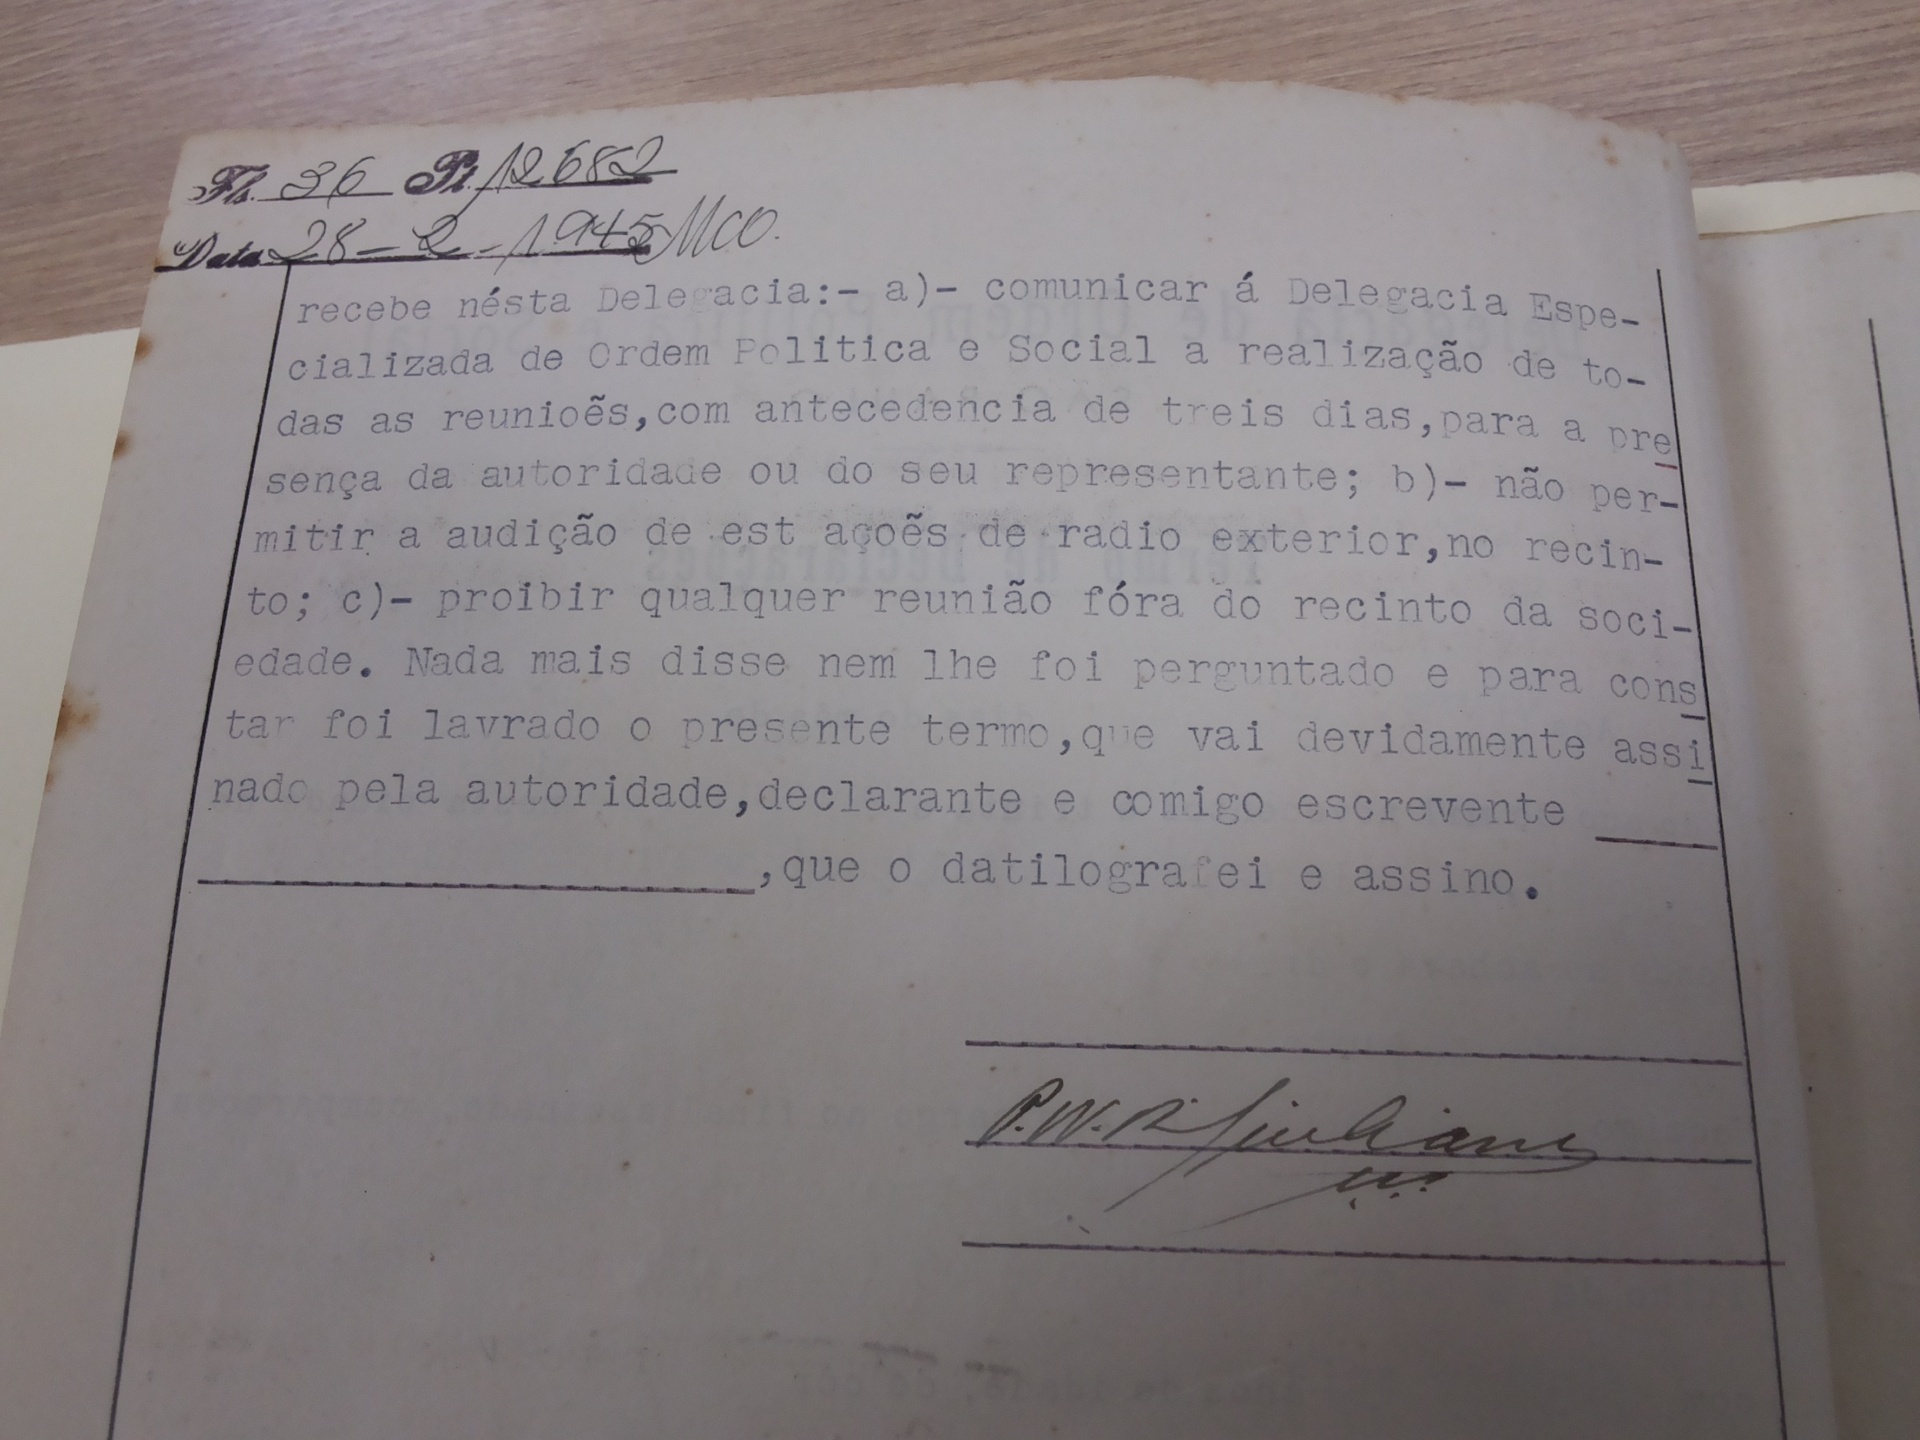 Fls. 36 Pt. 12682
Data 28-2-1945 MCO.
recebe nésta Delegacia:- a)- comunicar á Delegacia Espe-
cializada de Ordem Politica e Social a realização de to-
das as reunioẽs,com antecedencia de treis dias,para a pre
sença da autoridade ou do seu representante; b)- não per-
mitir a audição de est açoẽs de radio exterior,no recin-
to; c)- proibir qualquer reunião fóra do recinto da soci-
edade. Nada mais disse nem lhe foi perguntado e para cons
tar foi lavrado o presente termo,que vai devidamente assi
nado pela autoridade,declarante e comigo escrevente ____
____,que o datilografei e assino.